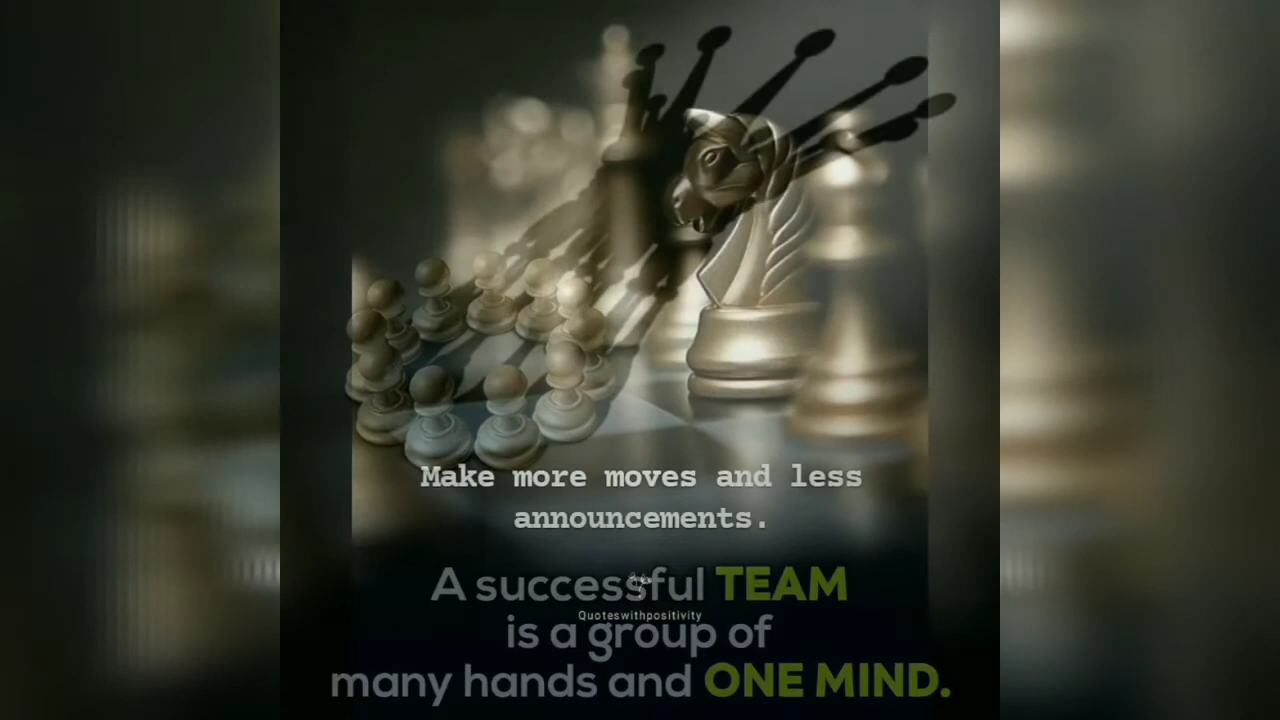 Make more moves and less
announcements.
A successful TEAM
Quoteswithpositivity
is a group of
many hands and ONE MIND.